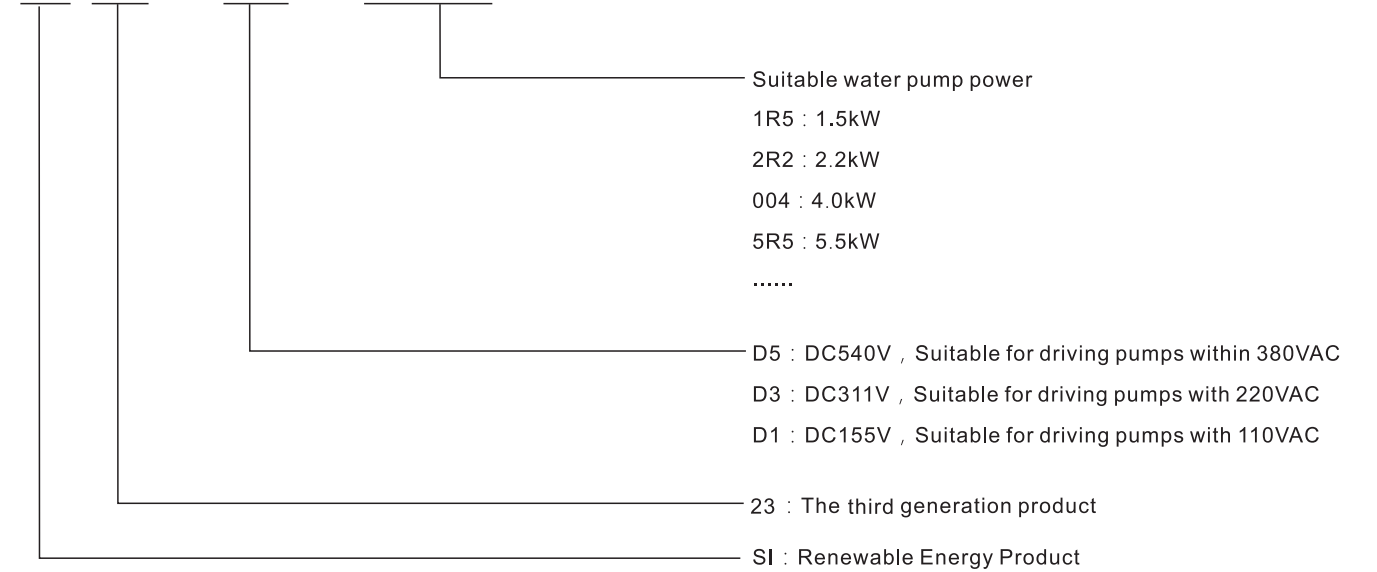 Suitable water pump power
1R5 : 1.5kW
2R2 : 2.2kW
004 : 4.0kW
5R5 : 5.5kW
......
D5 : DC540V , Suitable for driving pumps within 380VAC
D3 : DC311V , Suitable for driving pumps with 220VAC
D1 : DC155V , Suitable for driving pumps with 110VAC
23 : The third generation product
SI : Renewable Energy Product